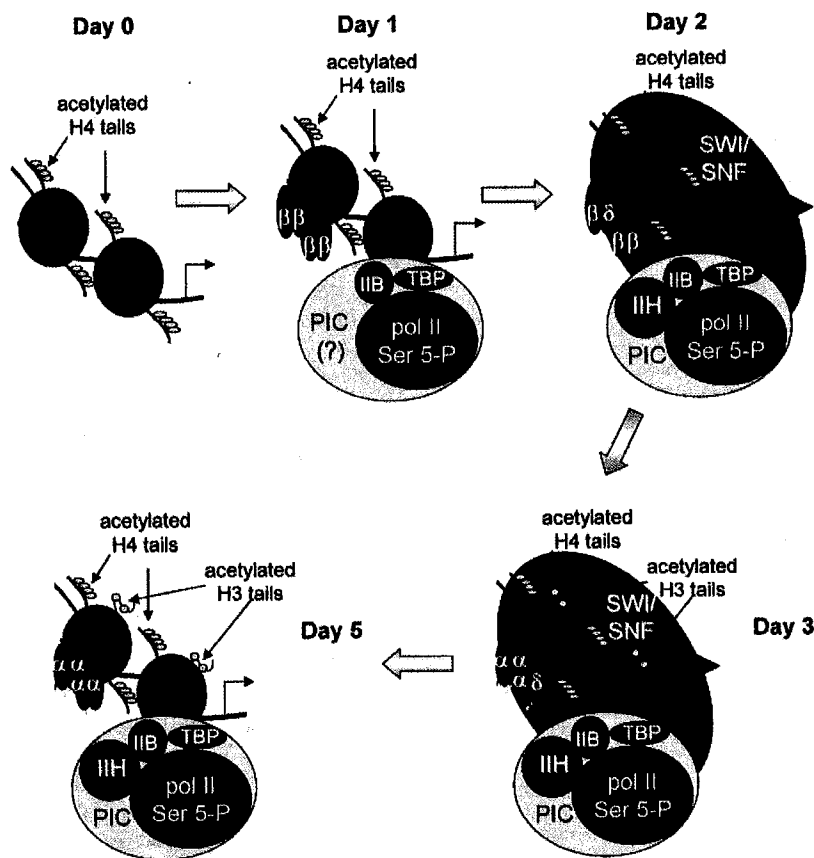 Day 0
acetylated
H4 tails
Day 1
acetylated
H4 tails
ββ
ββ
IIB
TBP
PIC
(?)
pol II
Ser 5-P
Day 2
acetylated
H4 tails
SWI/
SNF
βδ
ββ
IIB
TBP
IIH
pol II
Ser 5-P
PIC
acetylated
H4 tails
acetylated
H3 tails
Day 5
αα
αα
IIB
TBP
IIH
pol II
Ser 5-P
PIC
acetylated
H4 tails
acetylated
H3 tails
SWI/
SNF
Day 3
αα
αδ
IIB
TBP
IIH
pol II
Ser 5-P
PIC